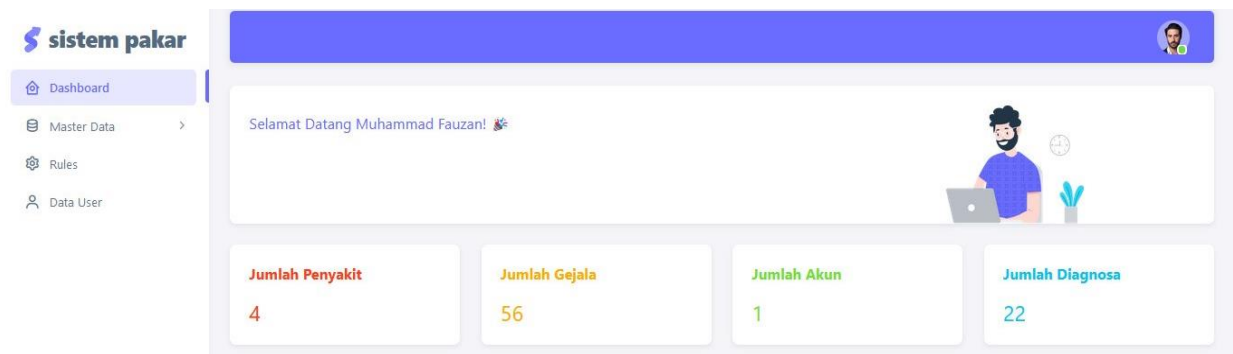 sistem pakar
Dashboard
Master Data
Rules
Data User
Selamat Datang Muhammad Fauzan! 🎉
Jumlah Penyakit
4
Jumlah Gejala
56
Jumlah Akun
1
Jumlah Diagnosa
22